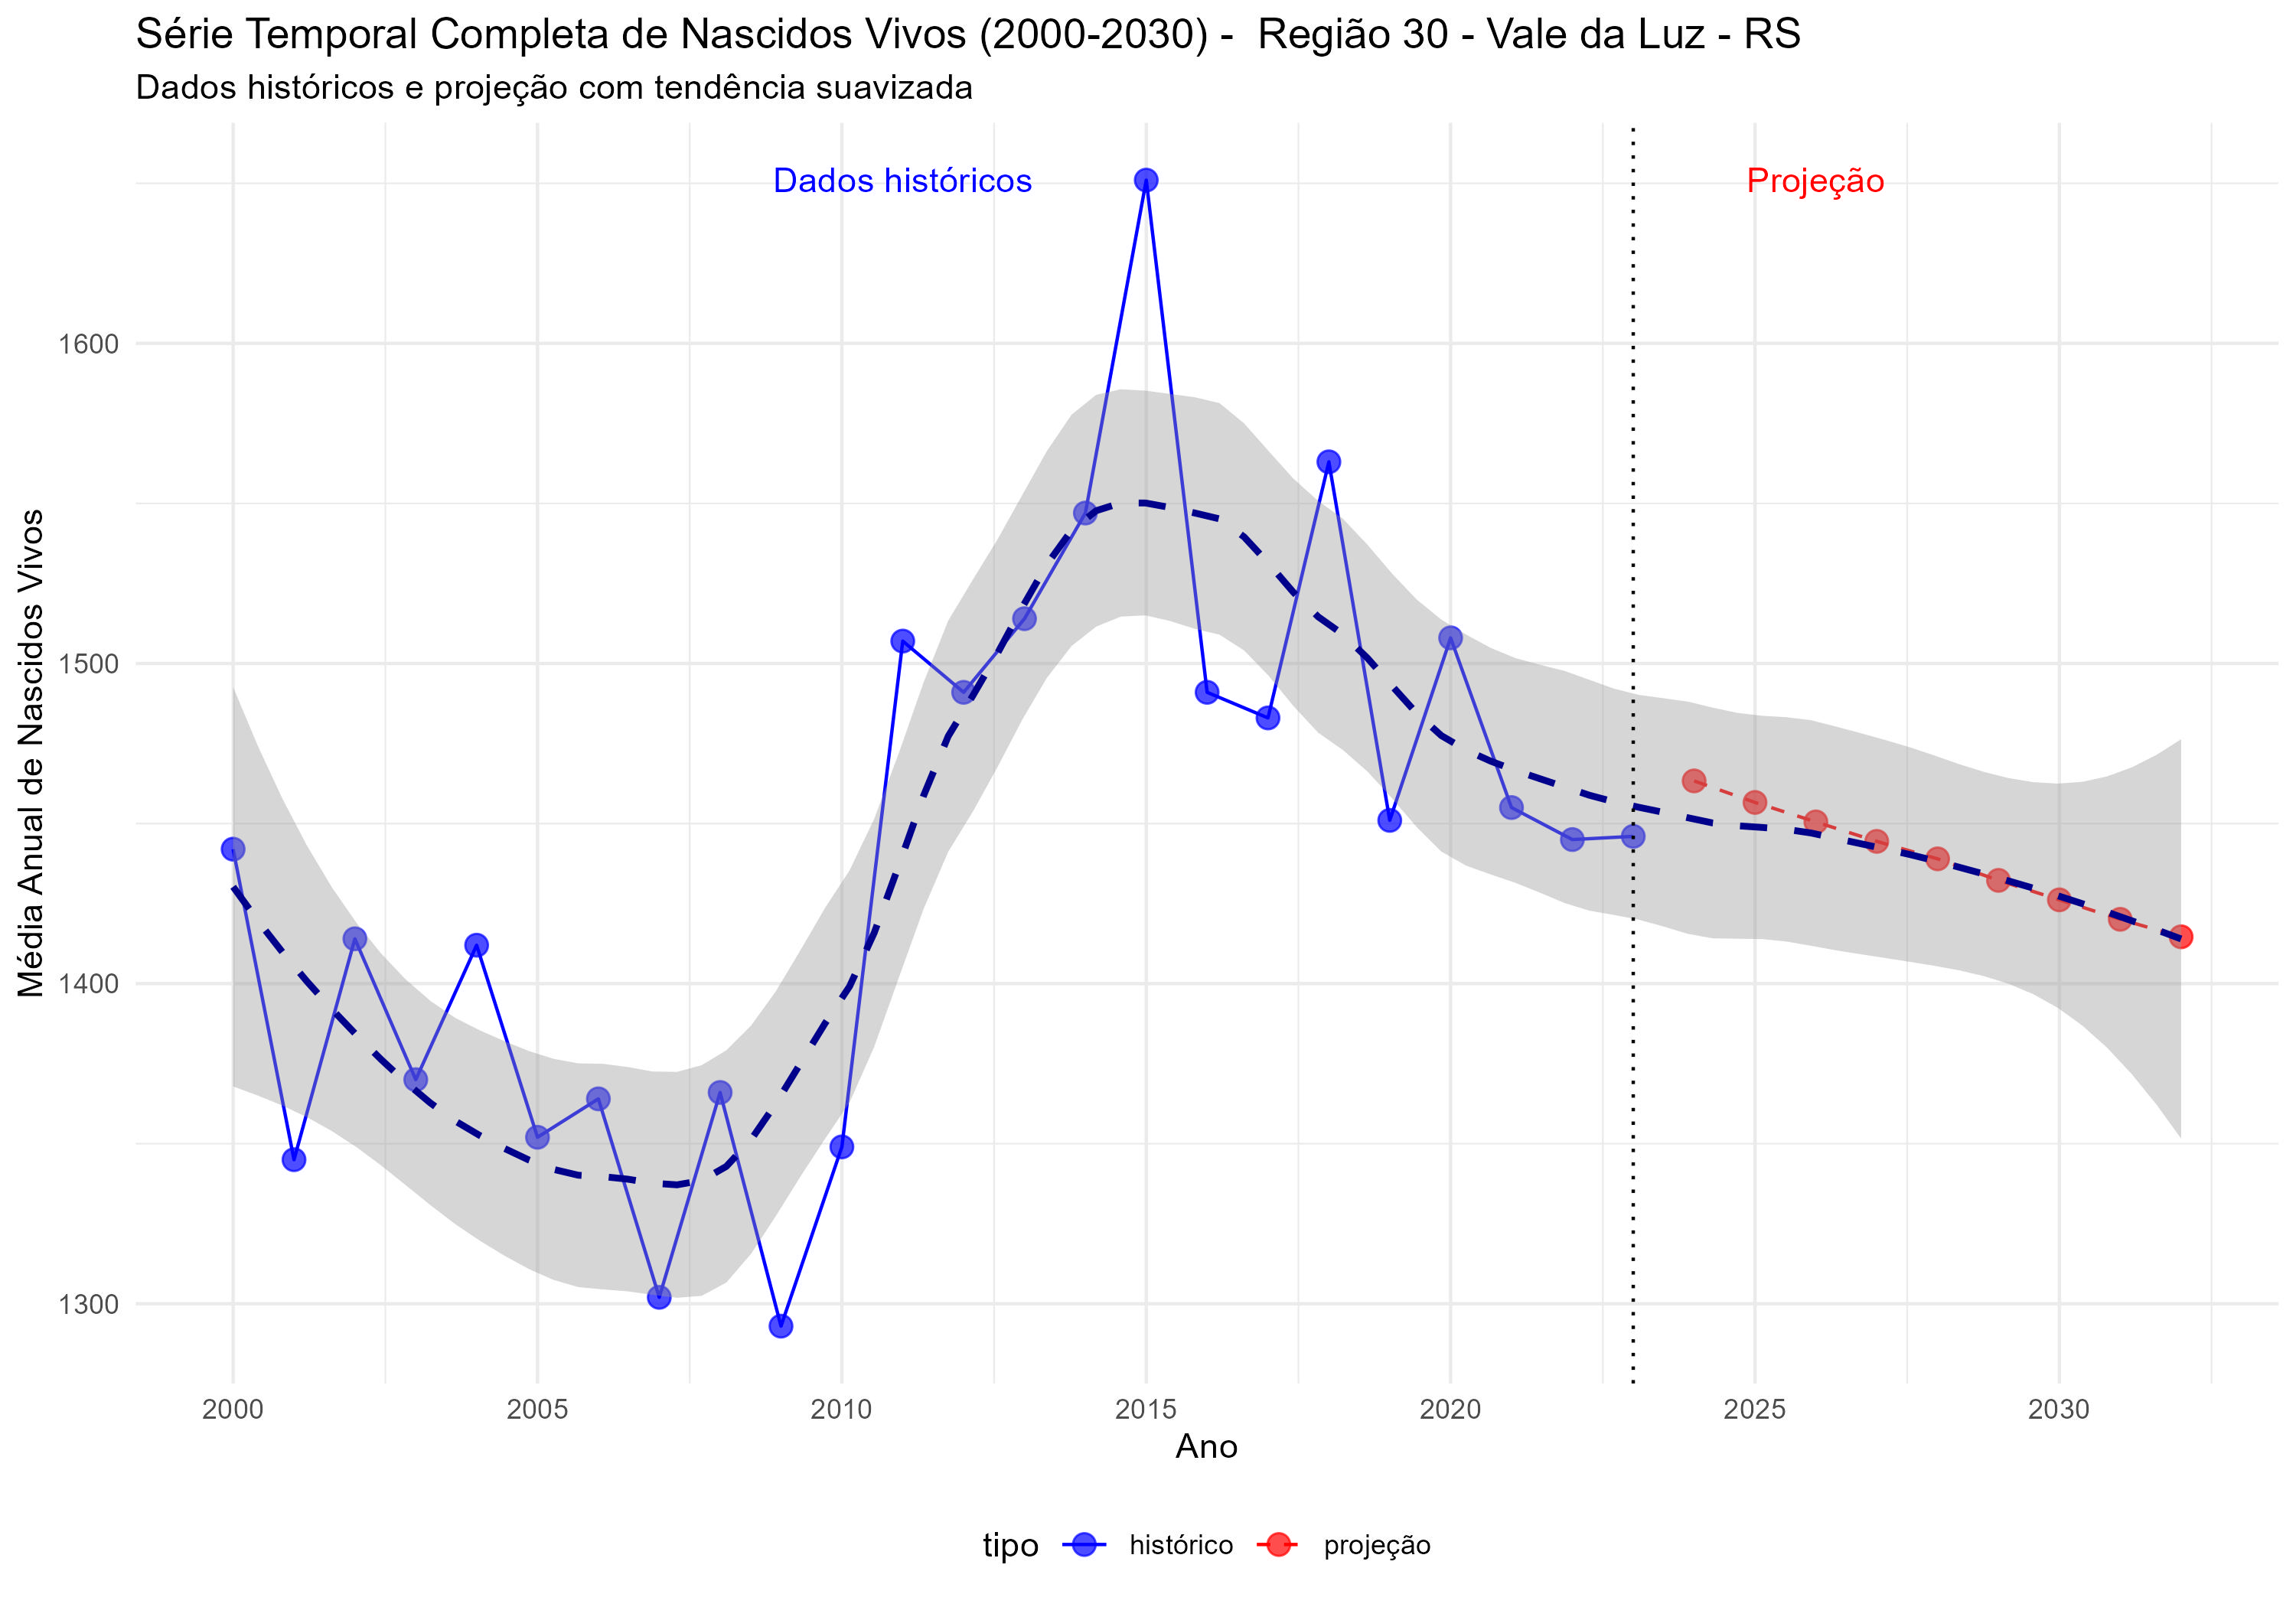 Série Temporal Completa de Nascidos Vivos (2000-2030) -  Região 30 - Vale da Luz - RS
Dados históricos e projeção com tendência suavizada
Dados históricos
Projeção
Média Anual de Nascidos Vivos
1600
1500
1400
1300
2000
2005
2010
2015
2020
2025
2030
Ano
tipo
histórico
projeção